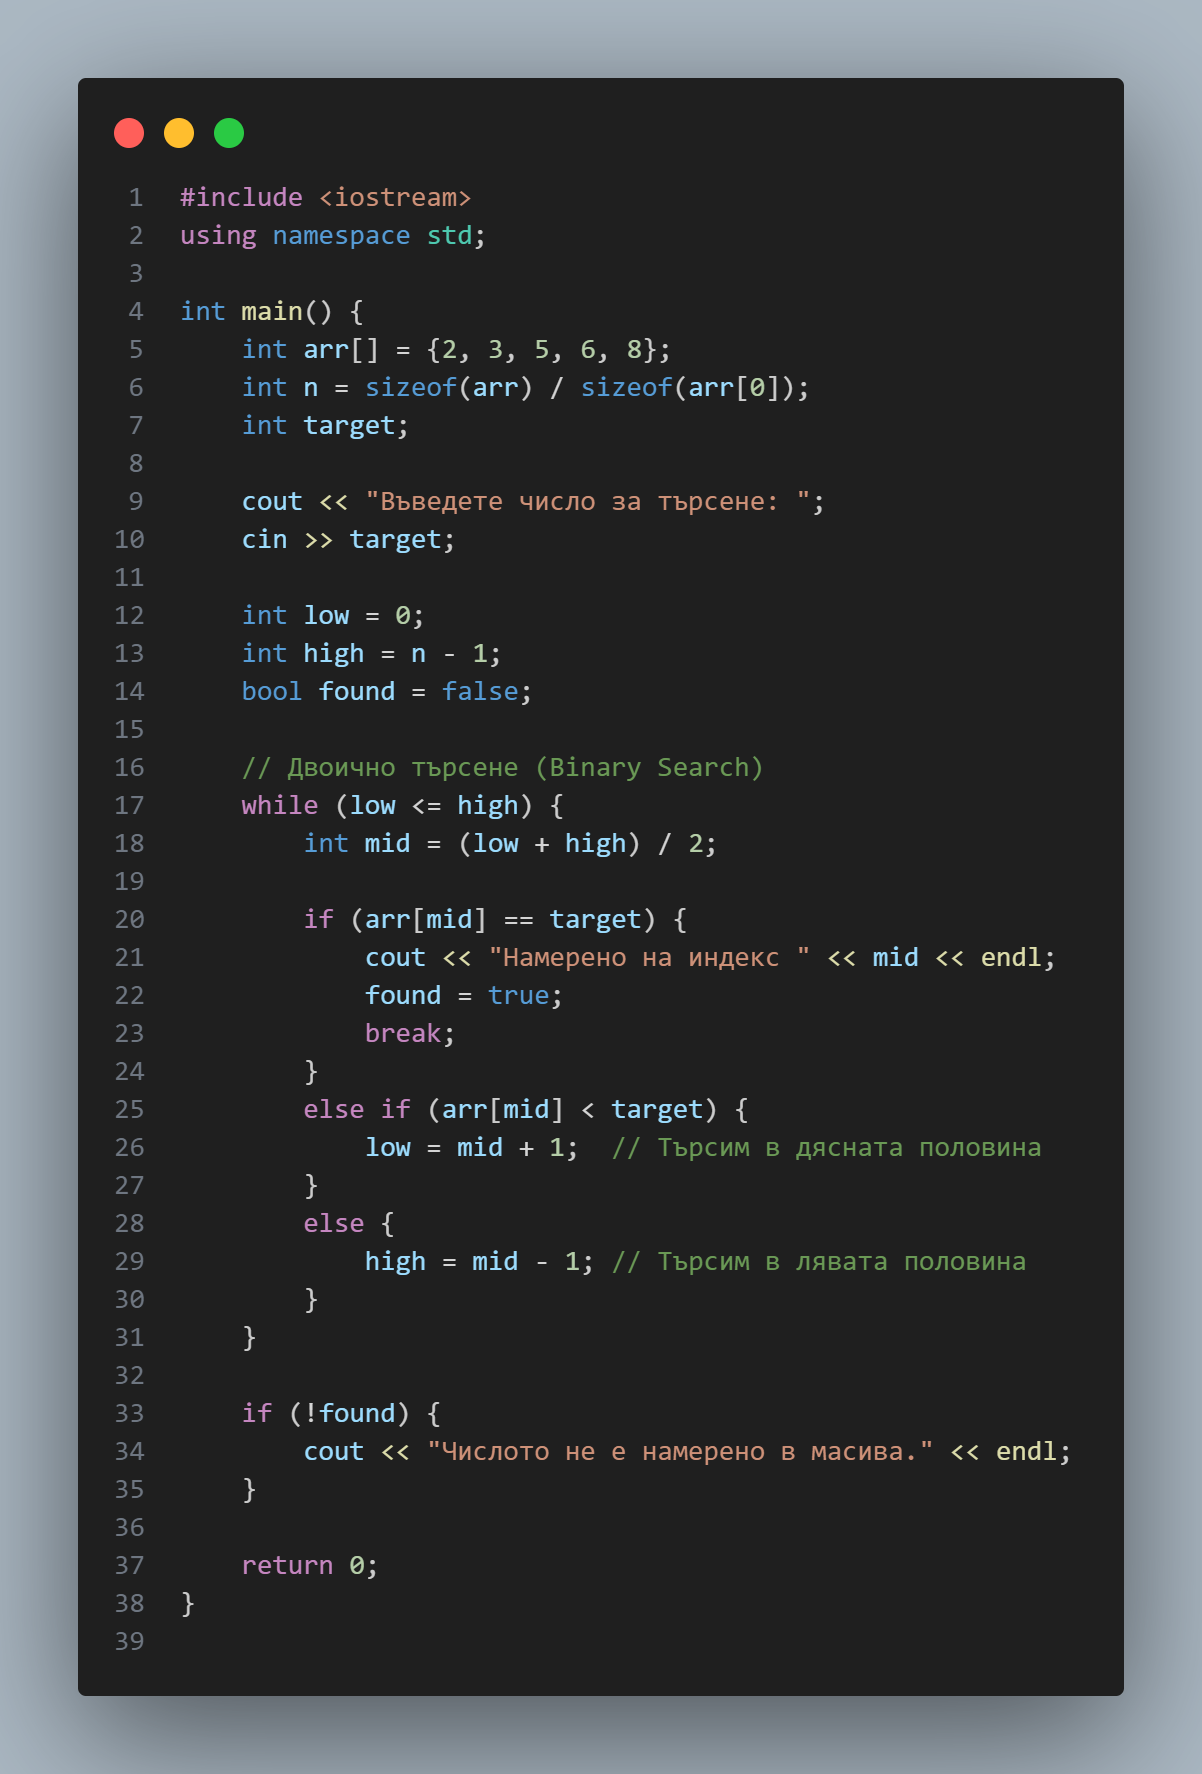 1 #include <iostream>
2 using namespace std;
3
4 int main() {
5     int arr[] = {2, 3, 5, 6, 8};
6     int n = sizeof(arr) / sizeof(arr[0]);
7     int target;
8
9     cout << "Въведете число за търсене: ";
10     cin >> target;
11
12     int low = 0;
13     int high = n - 1;
14     bool found = false;
15
16     // Двоично търсене (Binary Search)
17     while (low <= high) {
18         int mid = (low + high) / 2;
19
20         if (arr[mid] == target) {
21             cout << "Намерено на индекс " << mid << endl;
22             found = true;
23             break;
24         }
25         else if (arr[mid] < target) {
26             low = mid + 1;  // Търсим в дясната половина
27         }
28         else {
29             high = mid - 1; // Търсим в лявата половина
30         }
31     }
32
33     if (!found) {
34         cout << "Числото не е намерено в масива." << endl;
35     }
36
37     return 0;
38 }
39